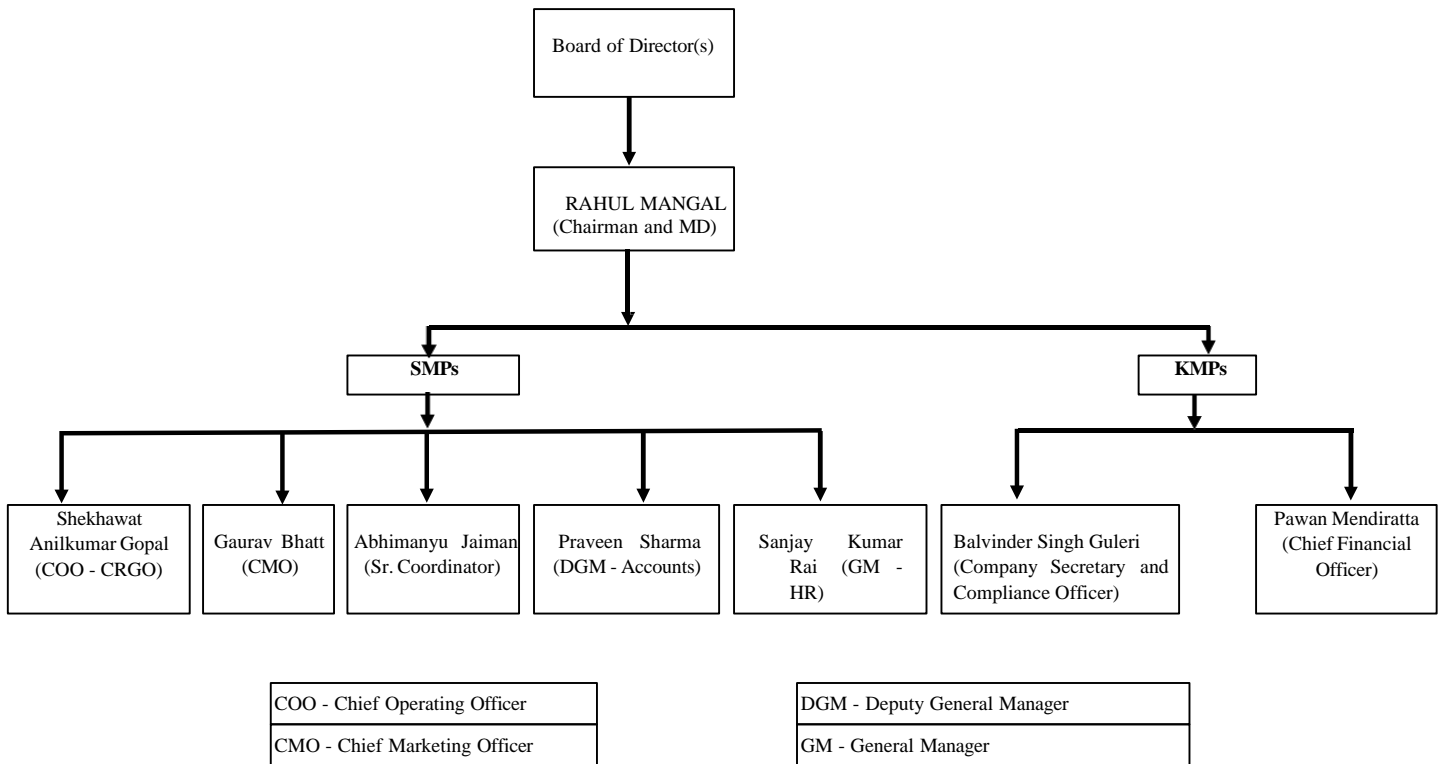 Board of Director(s)
RAHUL MANGAL
(Chairman and MD)
SMPs
KMPs
Shekhawat
Anilkumar Gopal
(COO - CRGO)
Gaurav Bhatt
(CMO)
Abhimanyu Jaiman
(Sr. Coordinator)
Praveen Sharma
(DGM - Accounts)
Sanjay Kumar
Rai (GM -
HR)
Balvinder Singh Guleri
(Company Secretary and
Compliance Officer)
Pawan Mendiratta
(Chief Financial
Officer)
COO - Chief Operating Officer
CMO - Chief Marketing Officer
DGM - Deputy General Manager
GM - General Manager